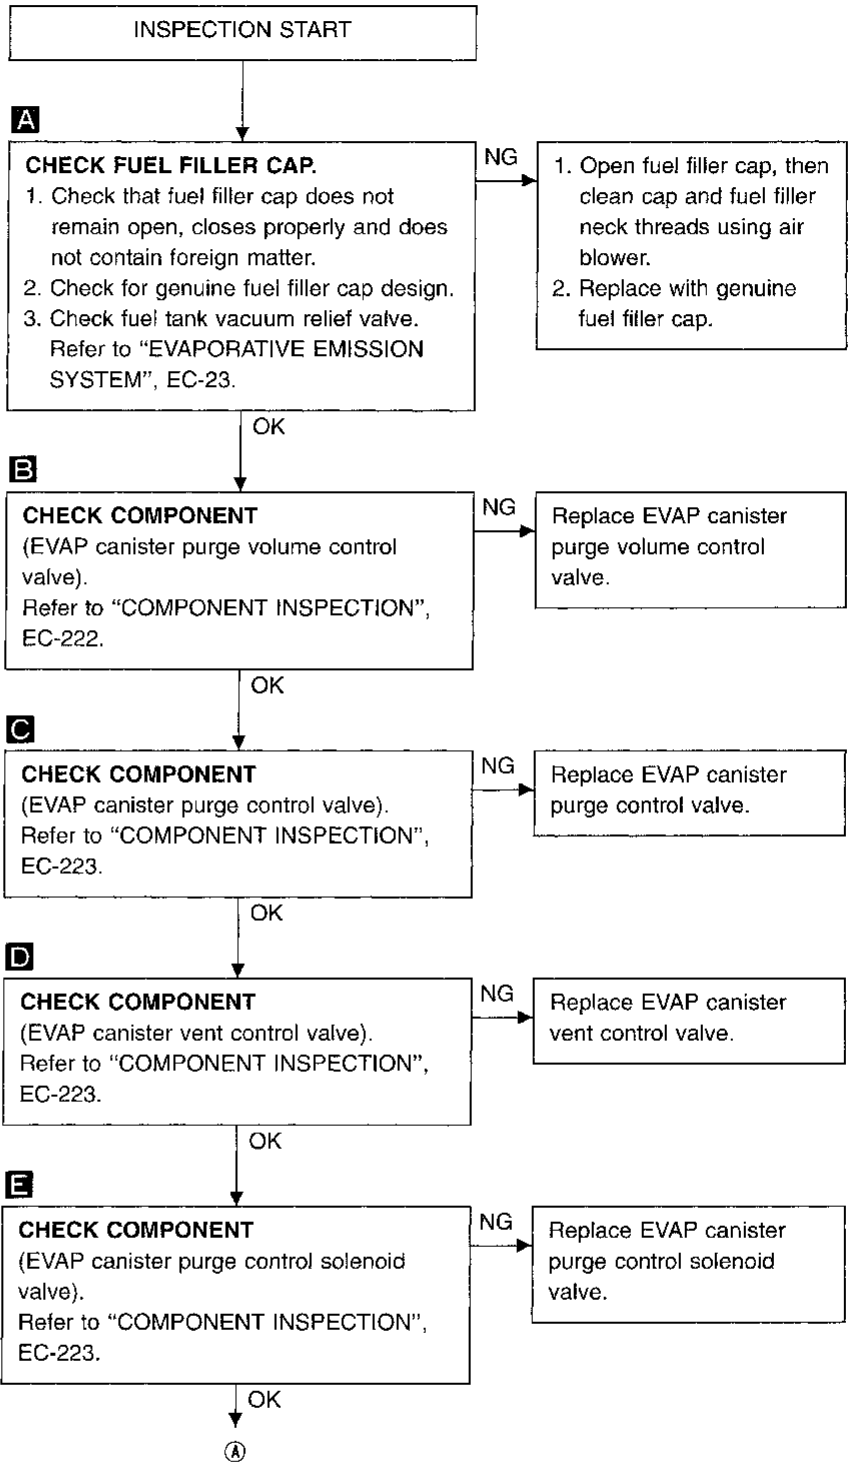 INSPECTION START
A
CHECK FUEL FILLER CAP.
1. Check that fuel filler cap does not
remain open, closes properly and does
not contain foreign matter.
2. Check for genuine fuel filler cap design.
3. Check fuel tank vacuum relief valve.
Refer to “EVAPORATIVE EMISSION
SYSTEM”, EC-23.
NG
1. Open fuel filler cap, then
clean cap and fuel filler
neck threads using air
blower.
2. Replace with genuine
fuel filler cap.
OK
B
CHECK COMPONENT
(EVAP canister purge volume control
valve).
Refer to “COMPONENT INSPECTION”,
EC-222.
NG
Replace EVAP canister
purge volume control
valve.
OK
C
CHECK COMPONENT
(EVAP canister purge control valve).
Refer to “COMPONENT INSPECTION”,
EC-223.
NG
Replace EVAP canister
purge control valve.
OK
D
CHECK COMPONENT
(EVAP canister vent control valve).
Refer to “COMPONENT INSPECTION”,
EC-223.
NG
Replace EVAP canister
vent control valve.
OK
E
CHECK COMPONENT
(EVAP canister purge control solenoid
valve).
Refer to “COMPONENT INSPECTION”,
EC-223.
NG
Replace EVAP canister
purge control solenoid
valve.
OK
Ⓐ